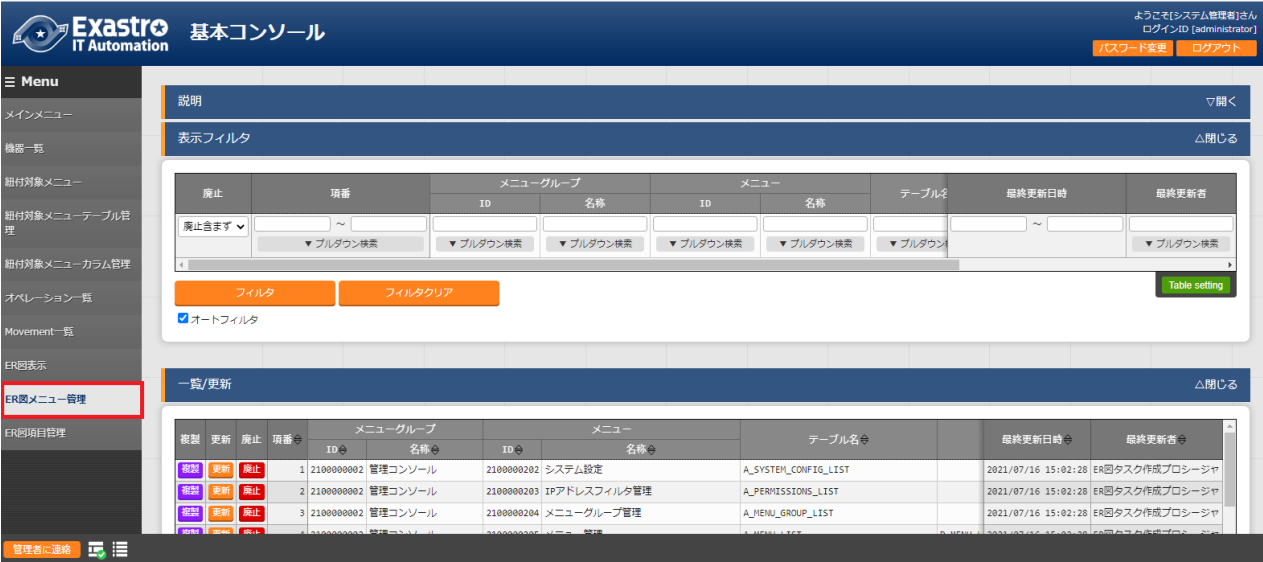 Exastro
IT Automation
基本コンソール
ようこそ[システム管理者]さん
ログインID [administrator]
パスワード変更 ログアウト
Menu
メインメニュー
機器一覧
紐付対象メニュー
紐付対象メニューテーブル管理
紐付対象メニューカラム管理
オペレーション一覧
Movement一覧
ER図表示
ER図メニュー管理
ER図項目管理
説明 ▽開く
表示フィルタ △閉じる
廃止 項番 メニューグループ メニュー テーブル名 最終更新日時 最終更新者
ID 名称 ID 名称
廃止含まず ～ ～
▼ プルダウン検索 ▼ プルダウン検索 ▼ プルダウン検索 ▼ プルダウン検索 ▼ プルダウン検索 ▼ プルダウン ▼ プルダウン検索
フィルタ フィルタクリア
Table setting
オートフィルタ
一覧/更新 △閉じる
複製 更新 廃止 項番 メニューグループ メニュー テーブル名 最終更新日時 最終更新者
ID 名称 ID 名称
複製 更新 廃止 1 2100000002 管理コンソール 2100000202 システム設定 A_SYSTEM_CONFIG_LIST 2021/07/16 15:02:28 ER図タスク作成プロシージャ
複製 更新 廃止 2 2100000002 管理コンソール 2100000203 IPアドレスフィルタ管理 A_PERMISSIONS_LIST 2021/07/16 15:02:28 ER図タスク作成プロシージャ
複製 更新 廃止 3 2100000002 管理コンソール 2100000204 メニューグループ管理 A_MENU_GROUP_LIST 2021/07/16 15:02:28 ER図タスク作成プロシージャ
管理者に連絡